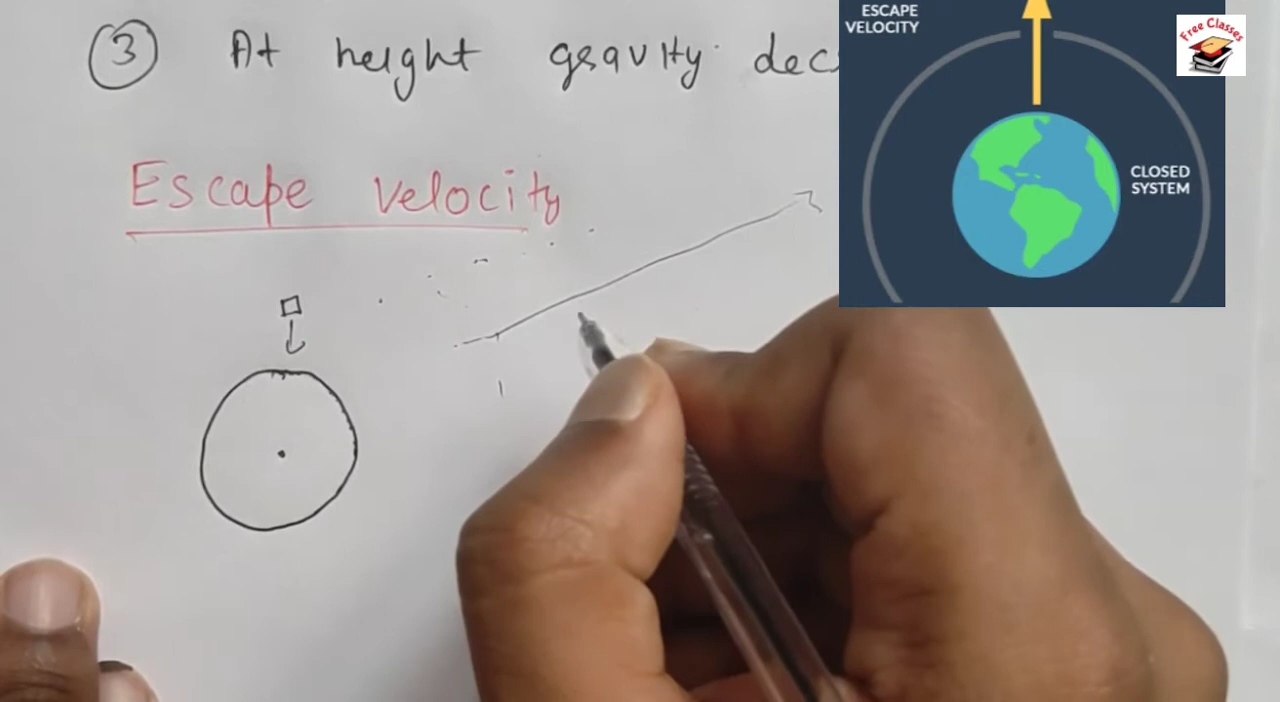 ③ At height gravity dec
Escape velocity
ESCAPE
VELOCITY
CLOSED
SYSTEM
Free Classes